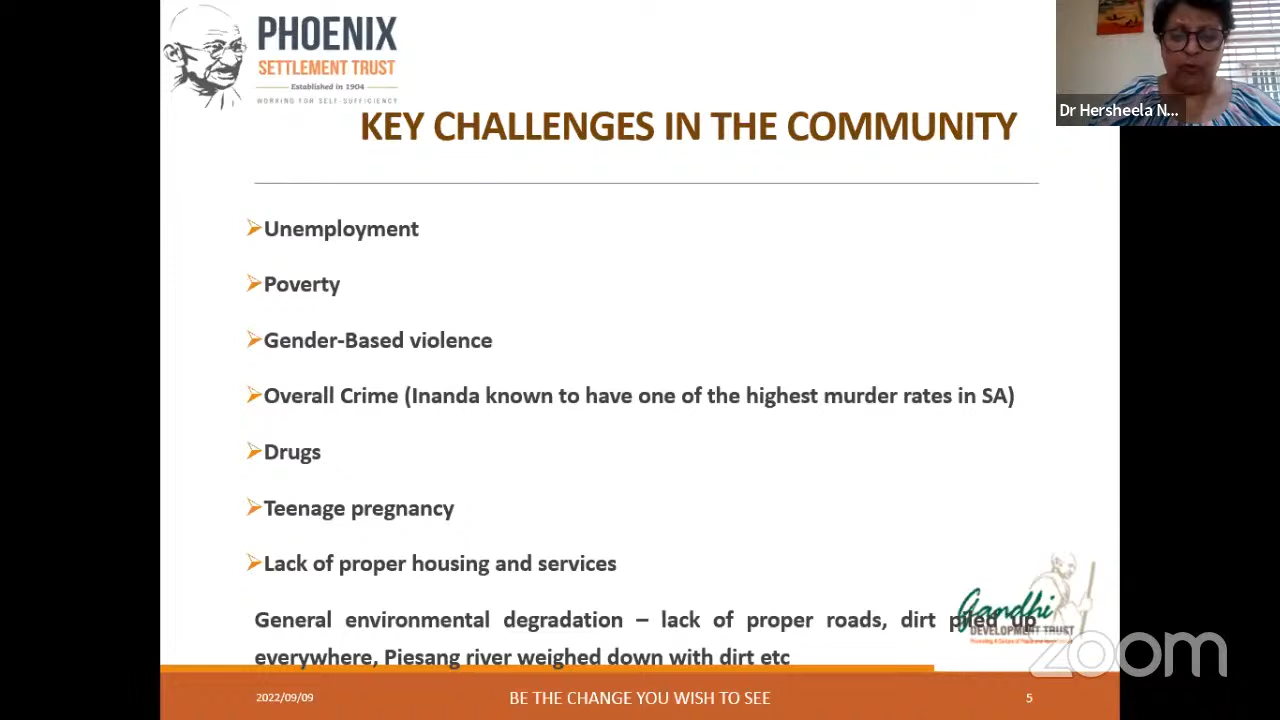 PHOENIX
SETTLEMENT TRUST
Established in 1904
WORKING FOR SELF-SUFFICIENCY
Dr Hersheela N...
KEY CHALLENGES IN THE COMMUNITY
Unemployment
Poverty
Gender-Based violence
Overall Crime (Inanda known to have one of the highest murder rates in SA)
Drugs
Teenage pregnancy
Lack of proper housing and services
General environmental degradation – lack of proper roads, dirt piled up
everywhere, Piesang river weighed down with dirt etc
Gandhi
DEVELOPMENT TRUST
zoom
2022/09/09
BE THE CHANGE YOU WISH TO SEE
5